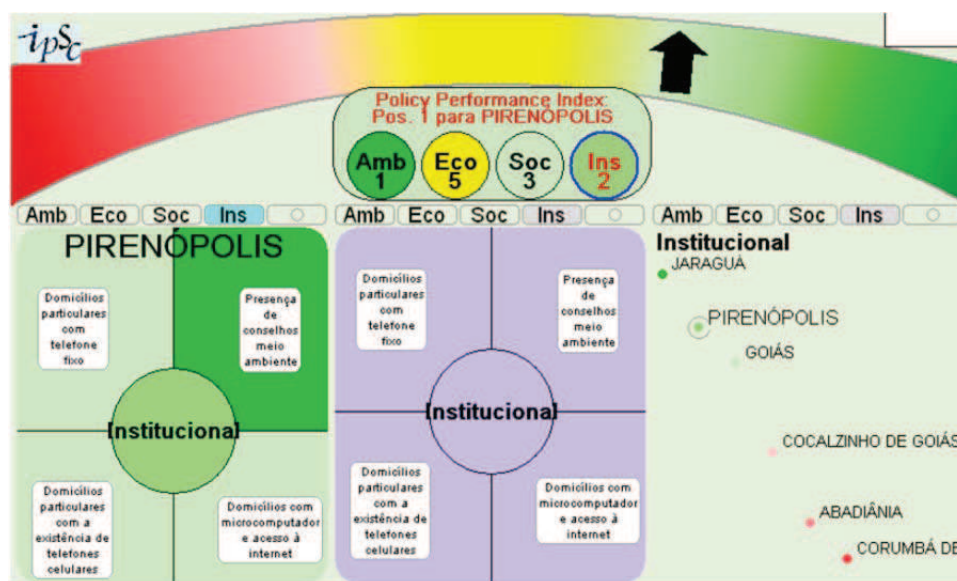 ipsc
Policy Performance Index:
Pos. 1 para PIRENÓPOLIS
Amb
1
Eco
5
Soc
3
Ins
2
Amb Eco Soc Ins
Amb Eco Soc Ins
Amb Eco Soc Ins
PIRENÓPOLIS
Domicílios
particulares
com
telefone
fixo
Presença
de
conselhos
meio
ambiente
Instituciona
Domicílios
particulares
com a
existência de
telefones
celulares
Domicílios com
microcomputador
e acesso à
internet
Domicílios
particulares
com
telefone
fixo
Presença
de
conselhos
meio
ambiente
Instituciona
Domicílios
particulares
com a
existência de
telefones
celulares
Domicílios com
microcomputador
e acesso à
internet
Institucional
JARAGUÁ
PIRENÓPOLIS
GOIÁS
COCALZINHO DE GOIÁS
ABADIÂNIA
CORUMBÁ DE